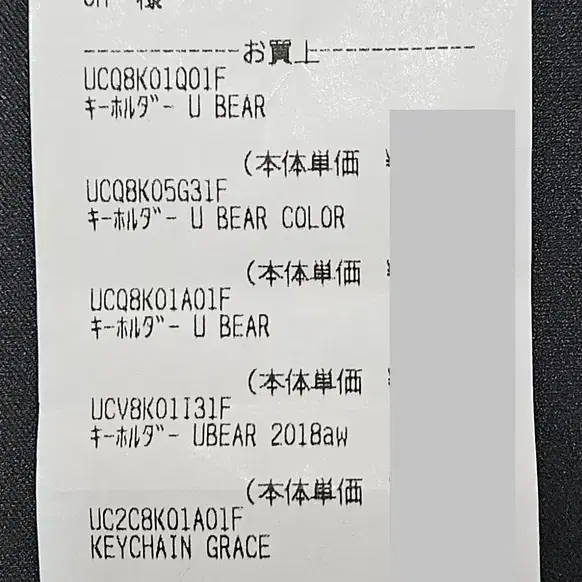 様
---------------お買上---------------
UCQ8K01Q01F
ｷｰﾎﾙﾀﾞｰ U BEAR
(本体単価
UCQ8K05G31F
ｷｰﾎﾙﾀﾞｰ U BEAR COLOR
(本体単価
UCQ8K01A01F
ｷｰﾎﾙﾀﾞｰ U BEAR
(本体単価
UCV8K01I31F
ｷｰﾎﾙﾀﾞｰ UBEAR 2018aw
(本体単価
UC2C8K01A01F
KEYCHAIN GRACE